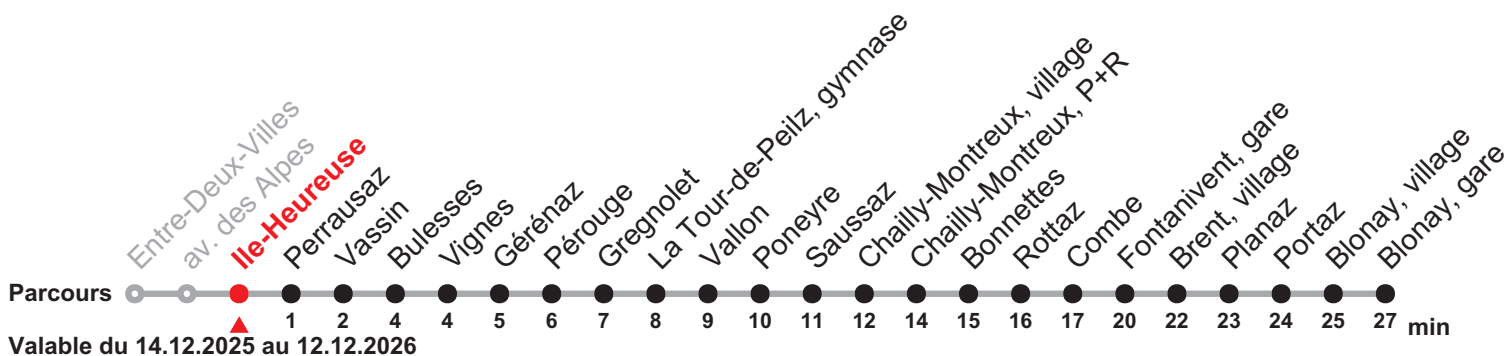 Entre-Deux-Villes
av. des Alpes
Ile-Heureuse
Perrausaz
Vassin
Bulesses
Vignes
Gérénaz
Pérouge
Gregnolet
La Tour-de-Peilz, gymnase
Vallon
Poneyre
Saussaz
Chailly-Montreux, village
Chailly-Montreux, P+R
Bonnettes
Rottaz
Combe
Fontanivent, gare
Brent, village
Planaz
Portaz
Blonay, village
Blonay, gare
Parcours
1 2 4 4 5 6 7 8 9 10 11 12 14 15 16 17 20 22 23 24 25 27 min
Valable du 14.12.2025 au 12.12.2026